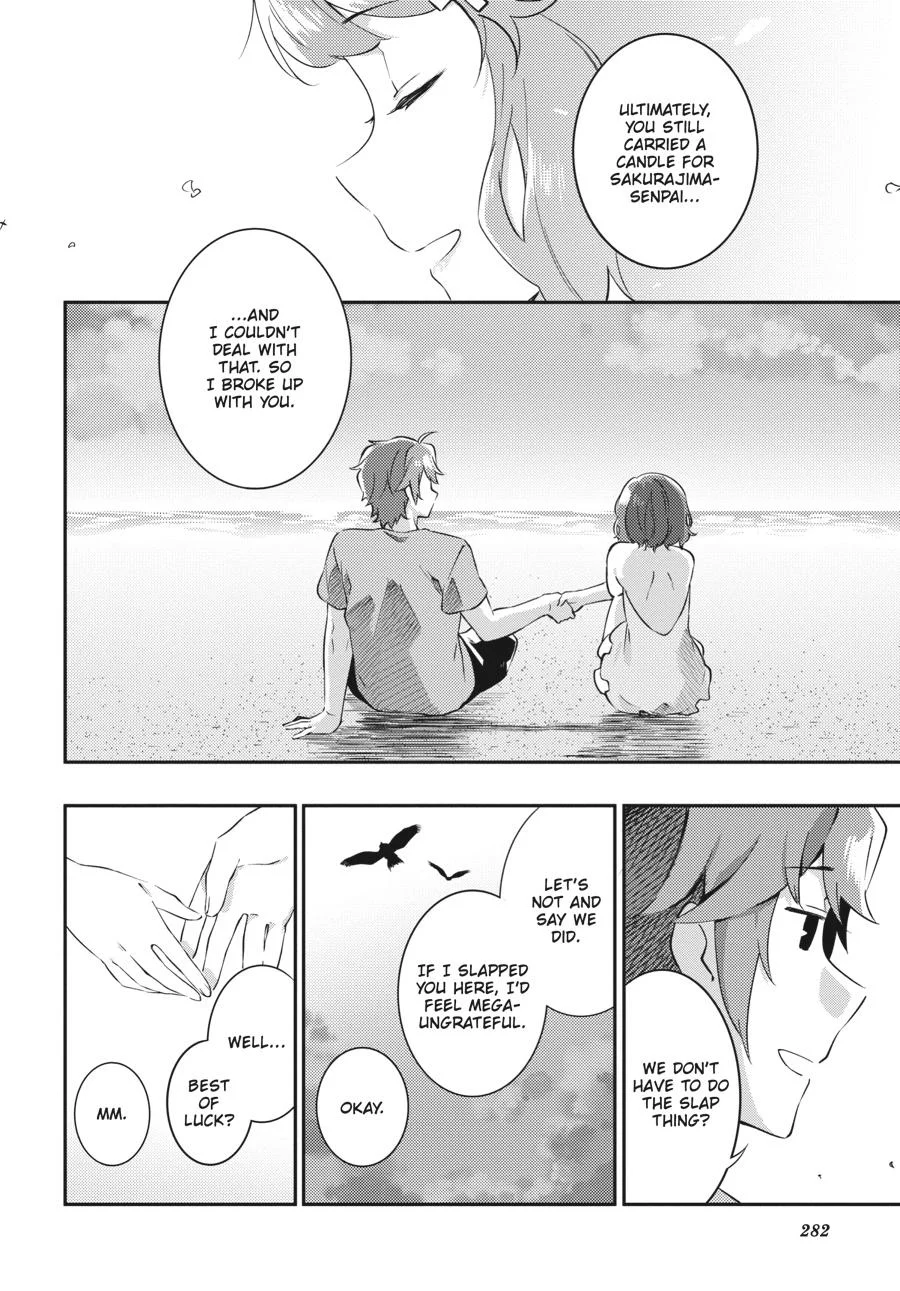 ULTIMATELY,
YOU STILL
CARRIED A
CANDLE FOR
SAKURAJIMA-
SENPAI...
...AND
I COULDN'T
DEAL WITH
THAT. SO
I BROKE UP
WITH YOU.
WE DON'T
HAVE TO DO
THE SLAP
THING?
LET'S
NOT AND
SAY WE
DID.
IF I SLAPPED
YOU HERE, I'D
FEEL MEGA-
UNGRATEFUL.
OKAY.
WELL...
BEST
OF
LUCK?
MM.
282